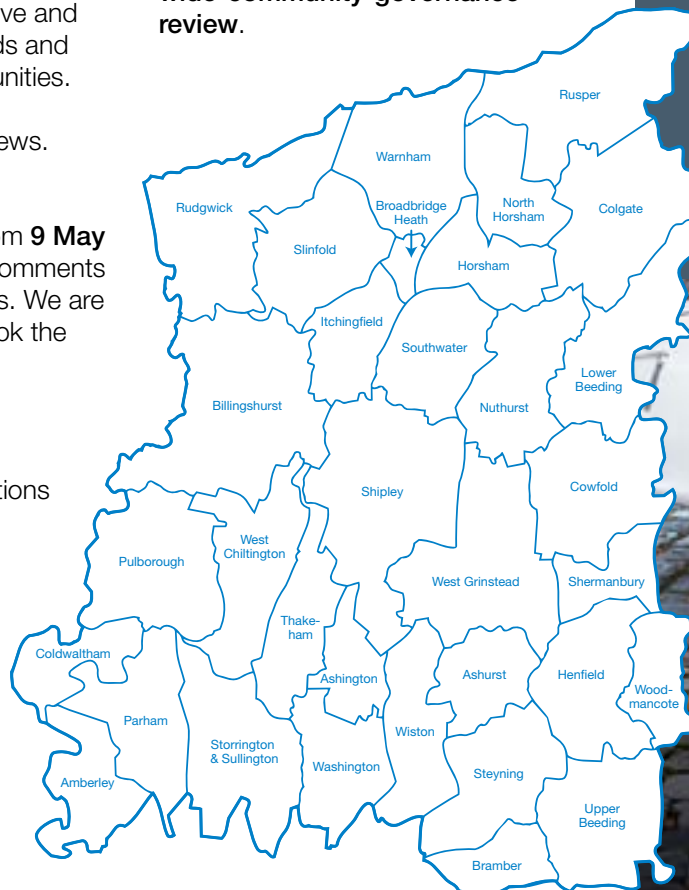 ve and
ds and
unities.
ews.
om 9 May
omments
s. We are
ok the
tions
review.
Rusper
Warnham
Rudgwick
Broadbridge
Heath
North
Horsham
Colgate
Slinfold
Horsham
Itchingfield
Southwater
Lower
Beeding
Billingshurst
Nuthurst
Shipley
Cowfold
West
Chiltington
Pulborough
West Grinstead
Shermanbury
Thake-
ham
Coldwaltham
Ashington
Ashurst
Henfield
Wood-
mancote
Parham
Storrington
& Sullington
Wiston
Washington
Steyning
Amberley
Upper
Beeding
Bramber